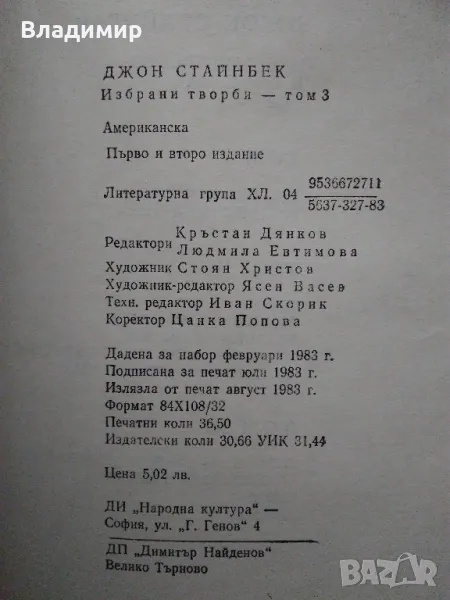 Владимир
ДЖОН СТАЙНБЕК
Избрани творби — том 3
Американска
Първо и второ издание
Литературна група ХЛ. 04 9536672711
5637-327-83
Редактори Кръстан Дянков
Людмила Евтимова
Художник Стоян Христов
Художник-редактор Ясен Васев
Техн. редактор Иван Скорик
Коректор Цанка Попова
Дадена за набор февруари 1983 г.
Подписана за печат юли 1983 г.
Излязла от печат август 1983 г.
Формат 84X108/32
Печатни коли 36,50
Издателски коли 30,66 УИК 31,44
Цена 5,02 лв.
ДИ „Народна култура“ —
София, ул. „Г. Генов“ 4
ДП „Димитър Найденов“
Велико Търново
BAZAR